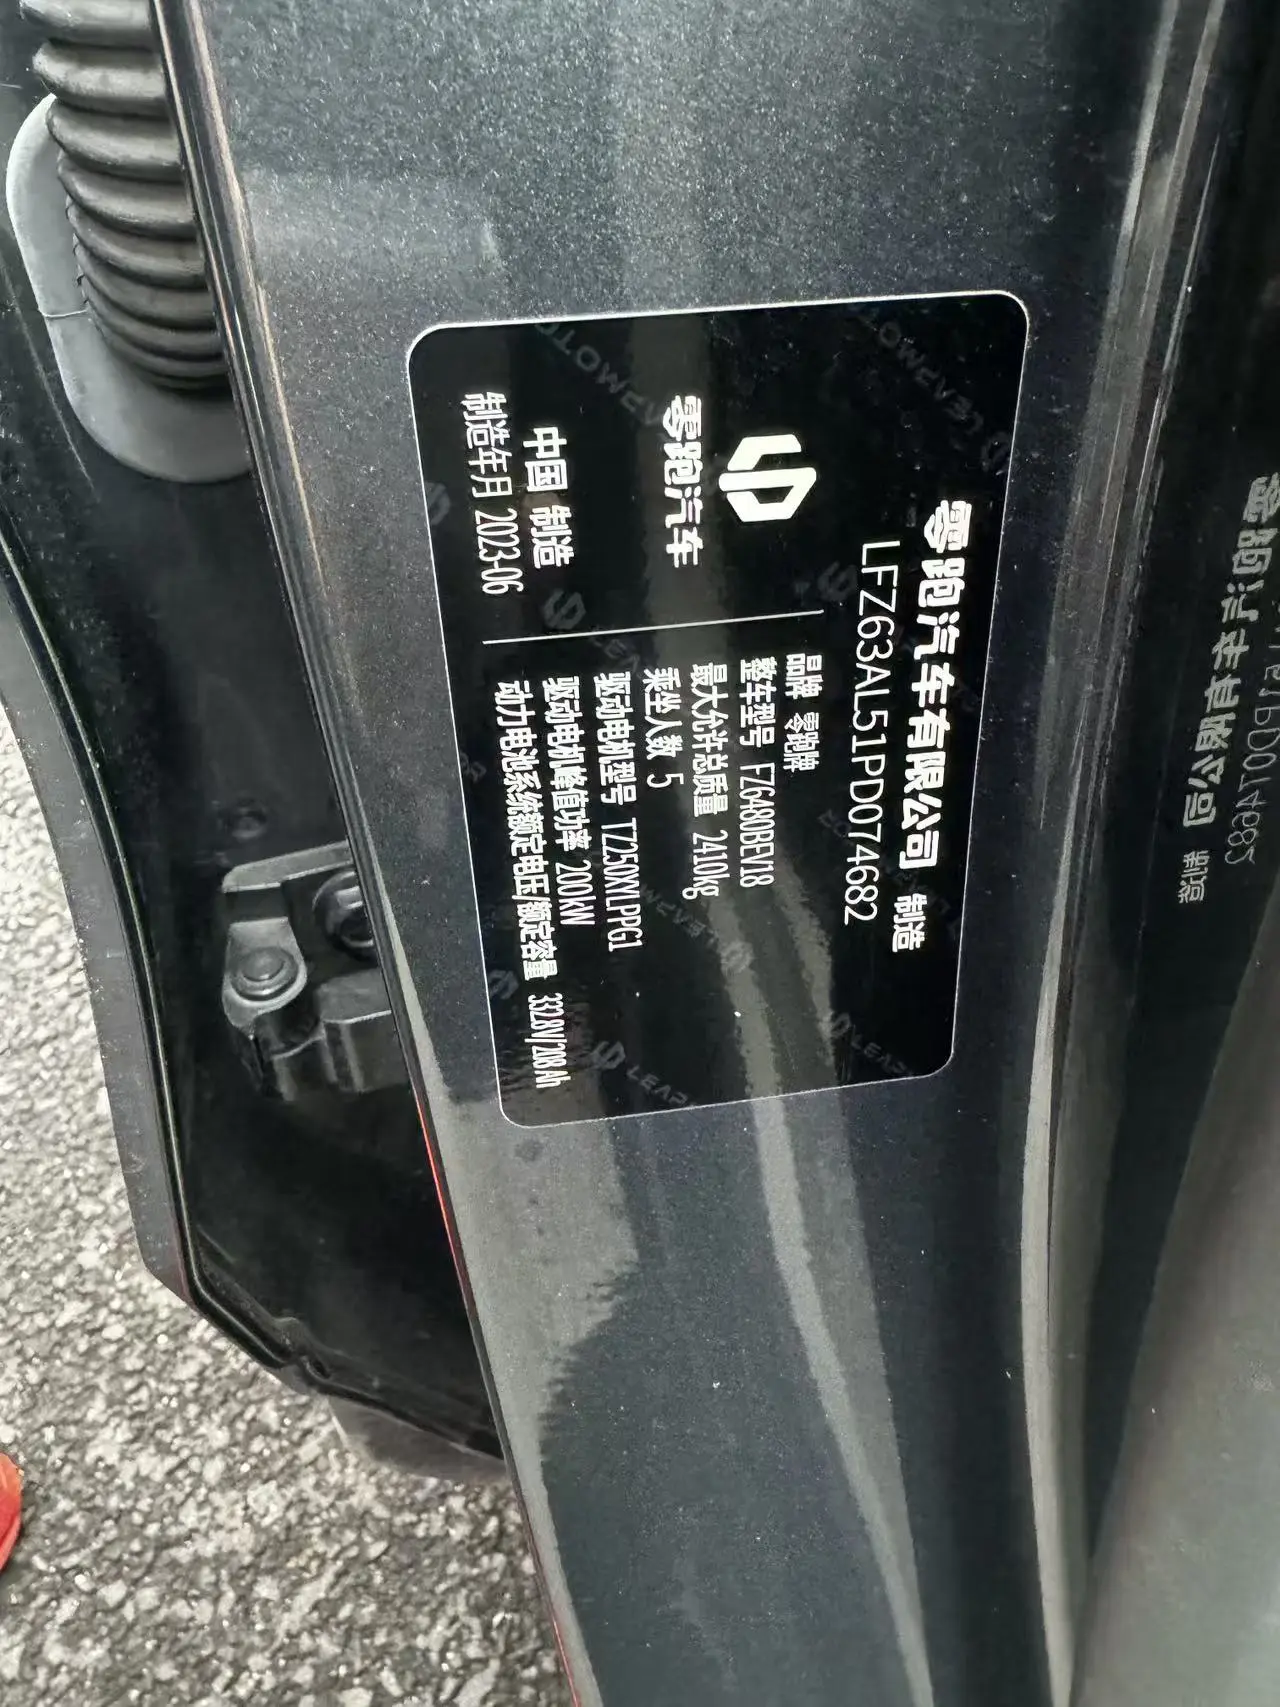 零跑汽车有限公司 制造
LFZ63AL51PD074682
零跑汽车
中国 制造
制造年月 2023-06
品牌 零跑牌
整车型号 FZ6480BEV18
最大允许总质量 2410kg
乘坐人数 5
驱动电机型号 TZ250XYLPPG1
驱动电机峰值功率 200kW
动力电池系统额定电压/额定容量 332.8V/208Ah